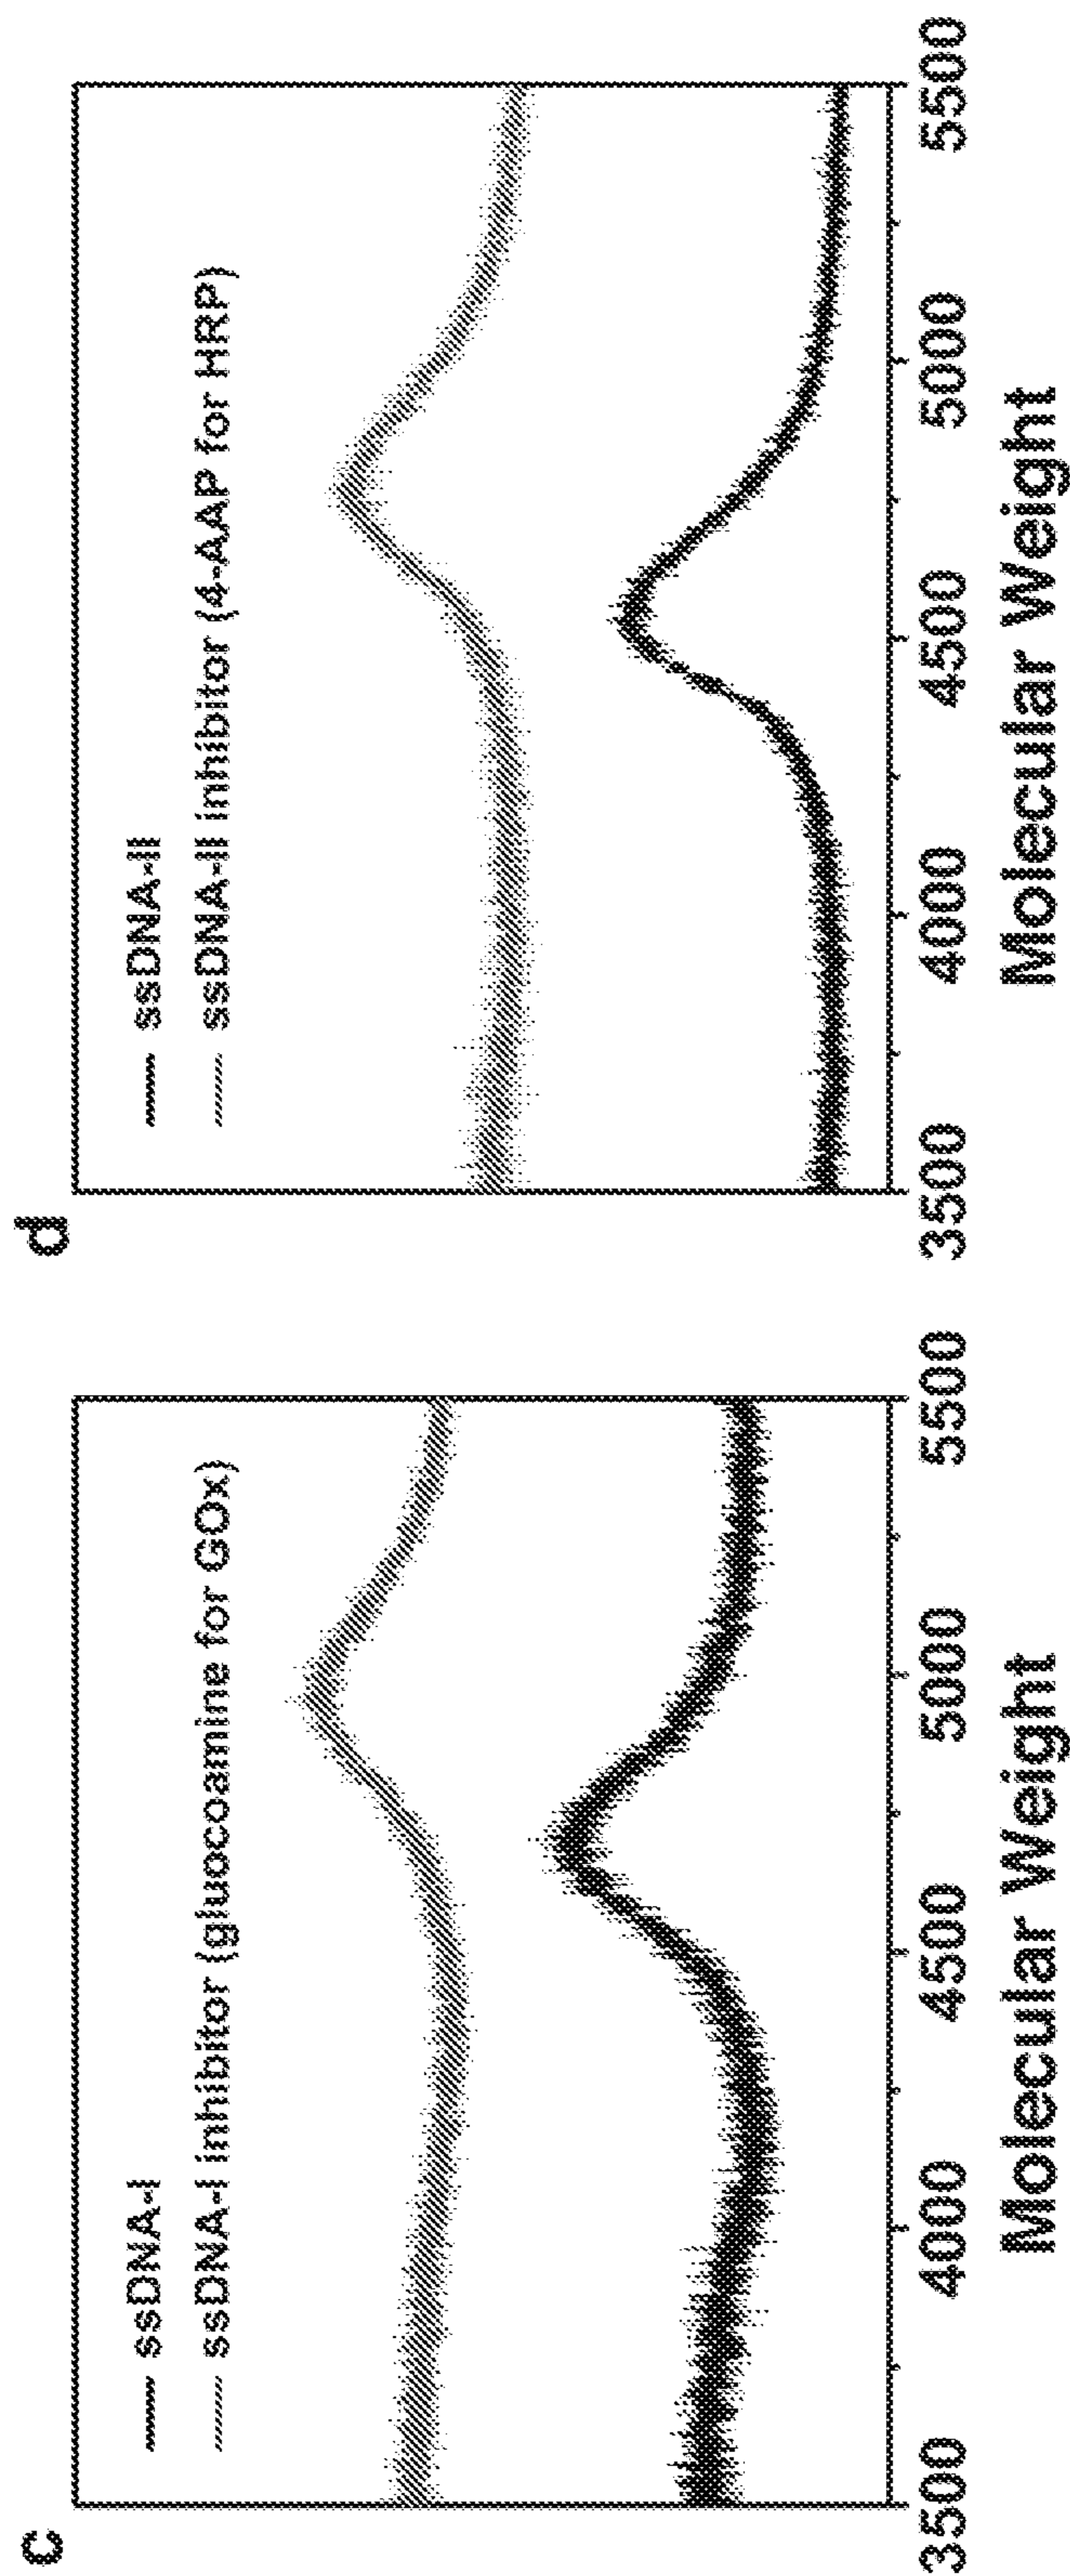 c
ssDNA-I
ssDNA-I inhibitor (glucoamine for GOx)
3500 4000 4500 5000 5500
Molecular Weight
d
ssDNA-II
ssDNA-II inhibitor (4-AAP for HRP)
3500 4000 4500 5000 5500
Molecular Weight